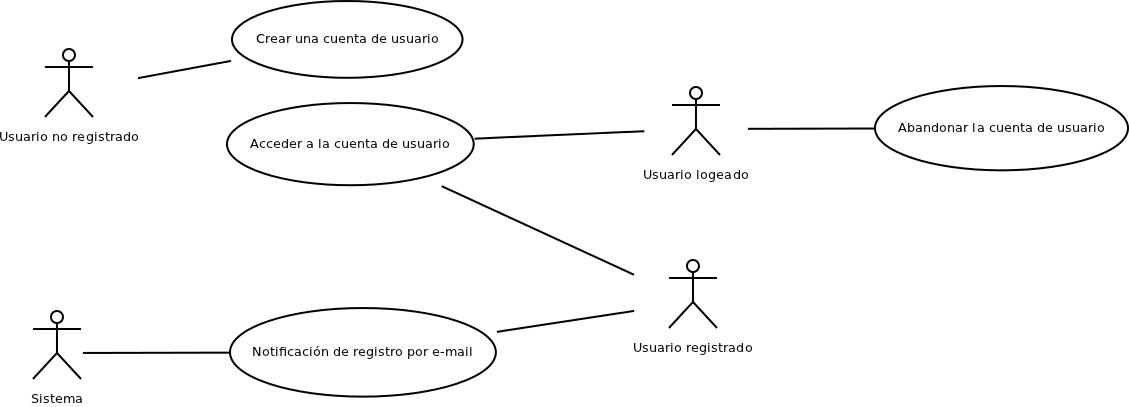 Crear una cuenta de usuario
Usuario no registrado
Acceder a la cuenta de usuario
Abandonar la cuenta de usuario
Usuario logeado
Notificación de registro por e-mail
Usuario registrado
Sistema